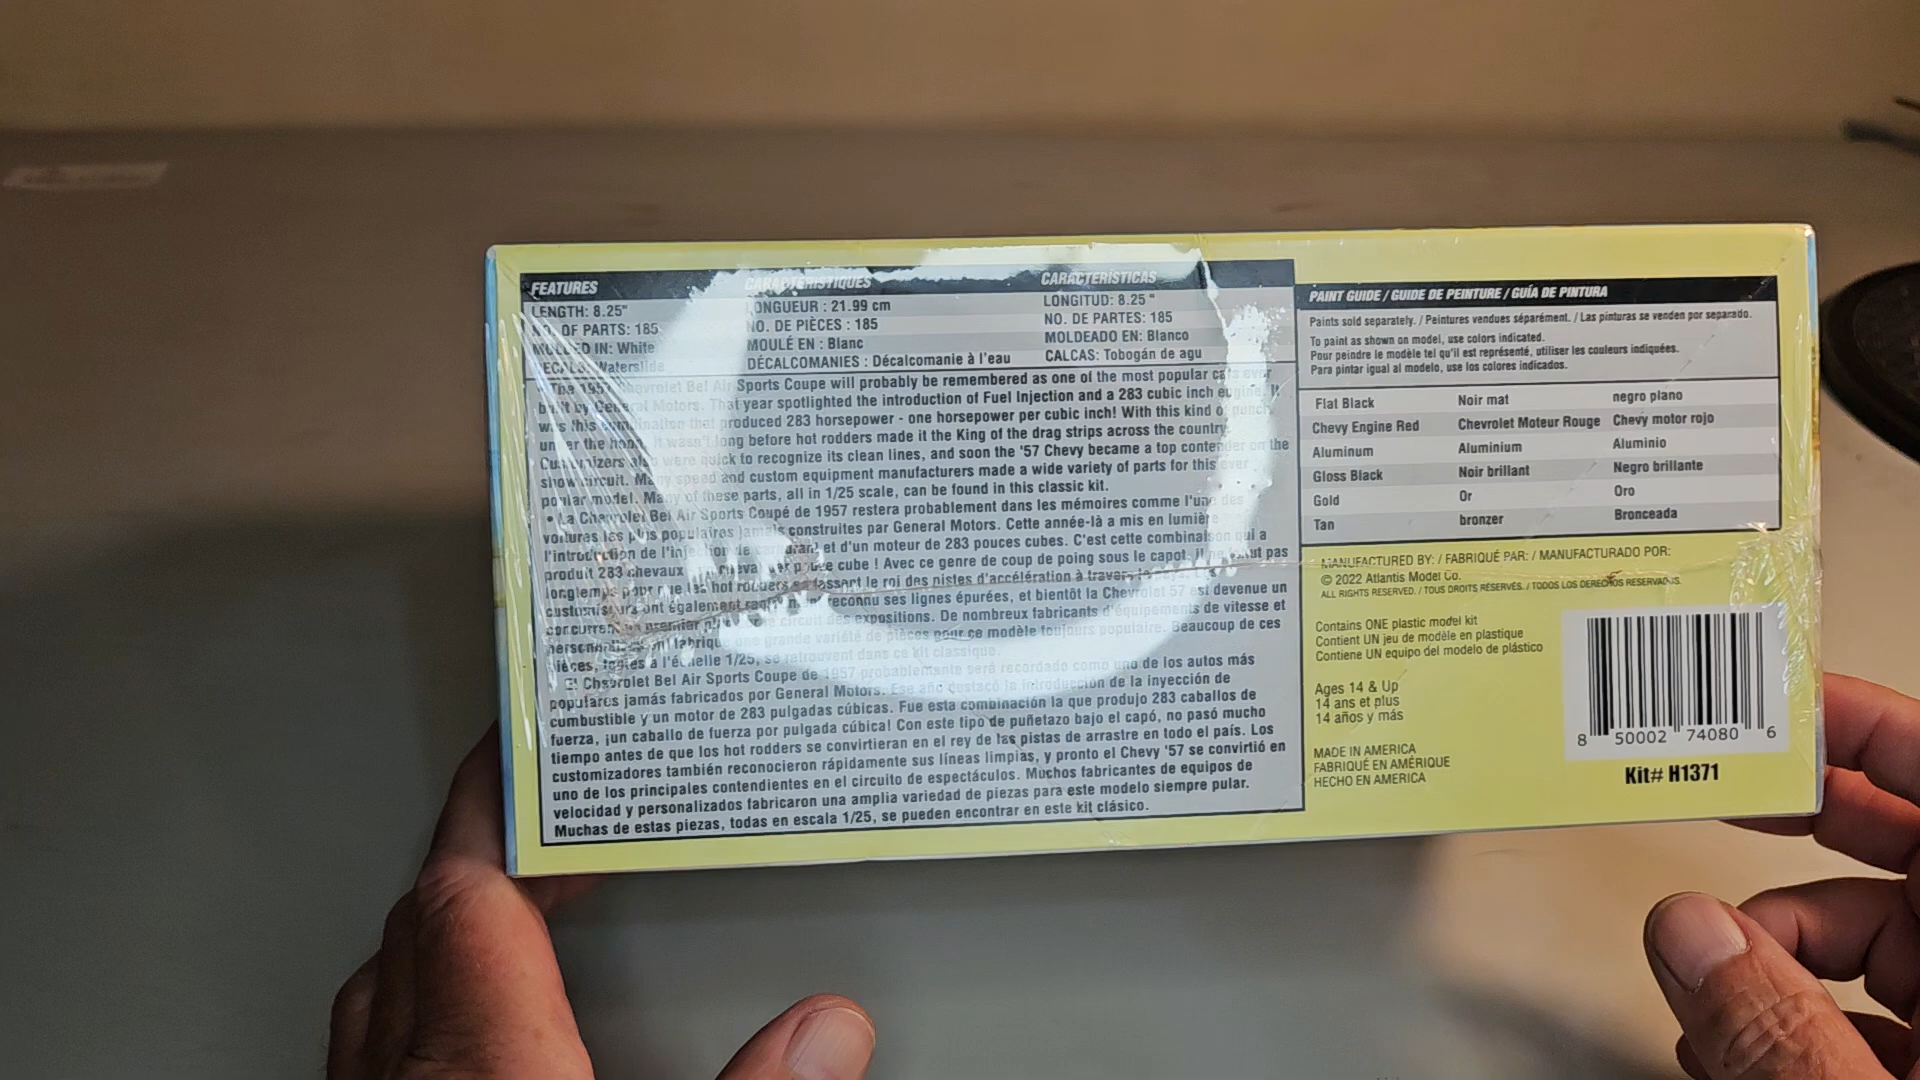 FEATURES
LENGTH: 8.25"
NO. OF PARTS: 185
MOLDED IN: White
DECALS: Waterslide
CARACTÉRISTIQUES
LONGUEUR : 21.99 cm
NO. DE PIÈCES : 185
MOULÉ EN : Blanc
DÉCALCOMANIES : Décalcomanie à l'eau
CARACTERÍSTICAS
LONGITUD: 8.25 "
NO. DE PARTES: 185
MOLDEADO EN: Blanco
CALCAS: Tobogán de agu
• The 1957 Chevrolet Bel Air Sports Coupe will probably be remembered as one of the most popular cars ever
built by General Motors. That year spotlighted the introduction of Fuel Injection and a 283 cubic inch engine. It
was this combination that produced 283 horsepower - one horsepower per cubic inch! With this kind of punch
under the hood, it wasn't long before hot rodders made it the King of the drag strips across the country.
Customizers also were quick to recognize its clean lines, and soon the '57 Chevy became a top contender on the
show circuit. Many speed and custom equipment manufacturers made a wide variety of parts for this ever
popular model. Many of these parts, all in 1/25 scale, can be found in this classic kit.
• La Chevrolet Bel Air Sports Coupé de 1957 restera probablement dans les mémoires comme l'une des
voitures les plus populaires jamais construites par General Motors. Cette année-là a mis en lumière
l'introduction de l'injection de carburant et d'un moteur de 283 pouces cubes. C'est cette combinaison qui a
produit 283 chevaux cube ! Avec ce genre de coup de poing sous le capot, il ne fallut pas
longtemps pour que les hot rodders en fassent le roi des pistes d'accélération à travers le pays.
ont également reconnu ses lignes épurées, et bientôt la Chevrolet 57 est devenue un
circuit des expositions. De nombreux fabricants d'équipements de vitesse et
fabriqué une grande variété de pièces pour ce modèle toujours populaire. Beaucoup de ces
pièces, toutes à l'échelle 1/25, se retrouvent dans ce kit classique.
El Chevrolet Bel Air Sports Coupe de 1957 probablemente será recordado como uno de los autos más
populares jamás fabricados por General Motors. Ese año destacó la introducción de la inyección de
cumbustible y un motor de 283 pulgadas cúbicas. Fue esta combinación la que produjo 283 caballos de
fuerza, ¡un caballo de fuerza por pulgada cúbica! Con este tipo de puñetazo bajo el capó, no pasó mucho
tiempo antes de que los hot rodders se convirtieran en el rey de las pistas de arrastre en todo el país. Los
customizadores también reconocieron rápidamente sus líneas limpias, y pronto el Chevy '57 se convirtió en
uno de los principales contendientes en el circuito de espectáculos. Muchos fabricantes de equipos de
velocidad y personalizados fabricaron una amplia variedad de piezas para este modelo siempre pular.
Muchas de estas piezas, todas en escala 1/25, se pueden encontrar en este kit clásico.
PAINT GUIDE / GUIDE DE PEINTURE / GUÍA DE PINTURA
Paints sold separately. / Peintures vendues séparément. / Las pinturas se venden por separado.
To paint as shown on model, use colors indicated.
Pour peindre le modèle tel qu'il est représenté, utiliser les couleurs indiquées.
Para pintar igual al modelo, use los colores indicados.
Flat Black Noir mat negro plano
Chevy Engine Red Chevrolet Moteur Rouge Chevy motor rojo
Aluminum Aluminium Aluminio
Gloss Black Noir brillant Negro brillante
Gold Or Oro
Tan bronzer Bronceada
MANUFACTURED BY: / FABRIQUÉ PAR: / MANUFACTURADO POR:
© 2022 Atlantis Model Co.
ALL RIGHTS RESERVED. / TOUS DROITS RÉSERVÉS. / TODOS LOS DERECHOS RESERVADOS.
Contains ONE plastic model kit
Contient UN jeu de modèle en plastique
Contiene UN equipo del modelo de plástico
Ages 14 & Up
14 ans et plus
14 años y más
MADE IN AMERICA
FABRIQUÉ EN AMÉRIQUE
HECHO EN AMERICA
8 50002 74080 6
Kit# H1371